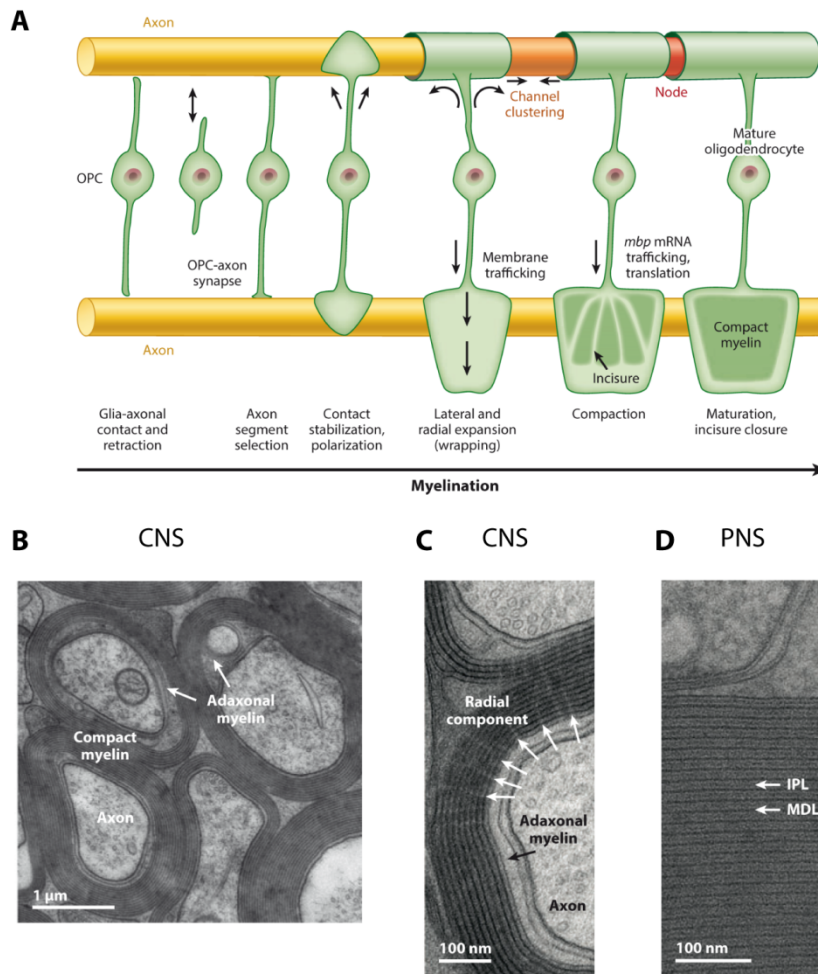 A
Axon
Channel
clustering
Node
Mature
oligodendrocyte
OPC
OPC-axon
synapse
Membrane
trafficking
mbp mRNA
trafficking,
translation
Axon
Incisure
Compact
myelin
Glia-axonal
contact and
retraction
Axon
segment
selection
Contact
stabilization,
polarization
Lateral and
radial expansion
(wrapping)
Compaction
Maturation,
incisure closure
Myelination
B CNS
Adaxonal
myelin
Compact
myelin
Axon
1 μm
C CNS
Radial
component
Adaxonal
myelin
Axon
100 nm
D PNS
IPL
MDL
100 nm